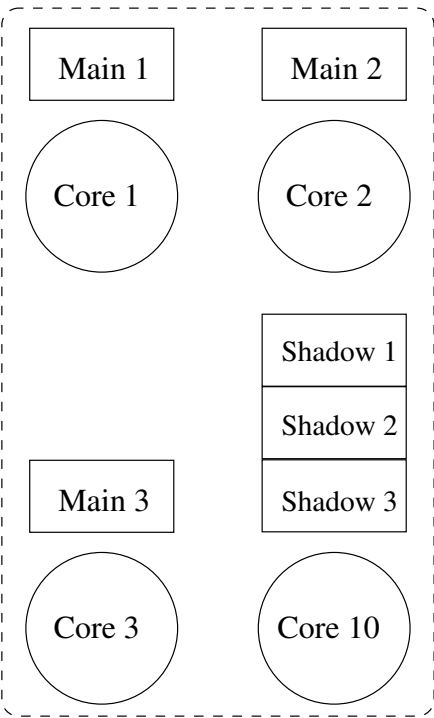 Main 1
Main 2
Core 1
Core 2
Shadow 1
Shadow 2
Main 3
Shadow 3
Core 3
Core 10